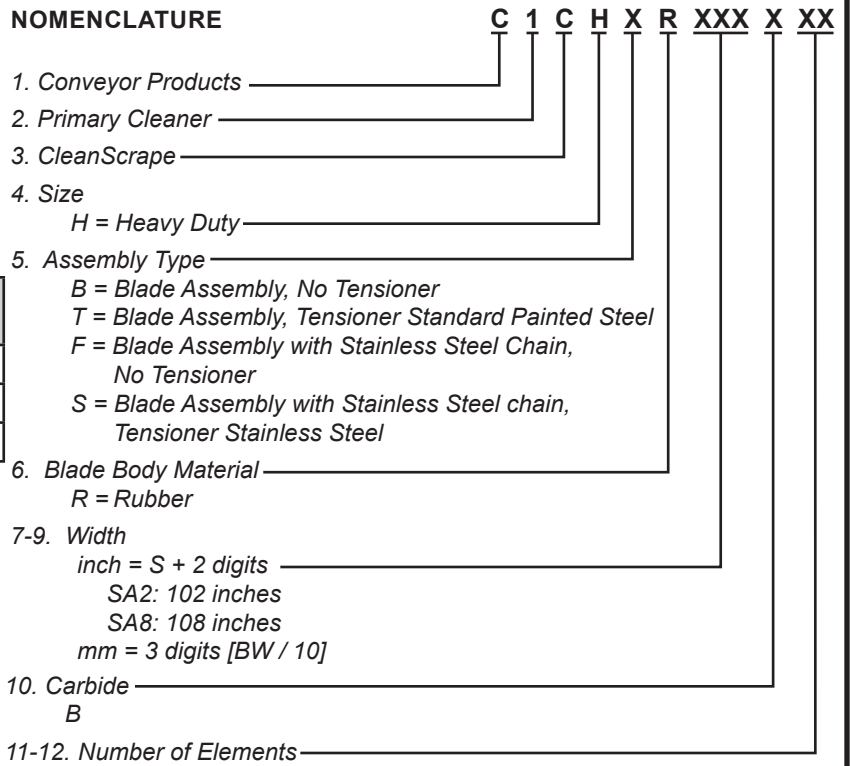 NOMENCLATURE C 1 C H X R XXX X XX
1. Conveyor Products
2. Primary Cleaner
3. CleanScrape
4. Size
H = Heavy Duty
5. Assembly Type
B = Blade Assembly, No Tensioner
T = Blade Assembly, Tensioner Standard Painted Steel
F = Blade Assembly with Stainless Steel Chain,
No Tensioner
S = Blade Assembly with Stainless Steel chain,
Tensioner Stainless Steel
6. Blade Body Material
R = Rubber
7-9. Width
inch = S + 2 digits
SA2: 102 inches
SA8: 108 inches
mm = 3 digits [BW / 10]
10. Carbide
B
11-12. Number of Elements